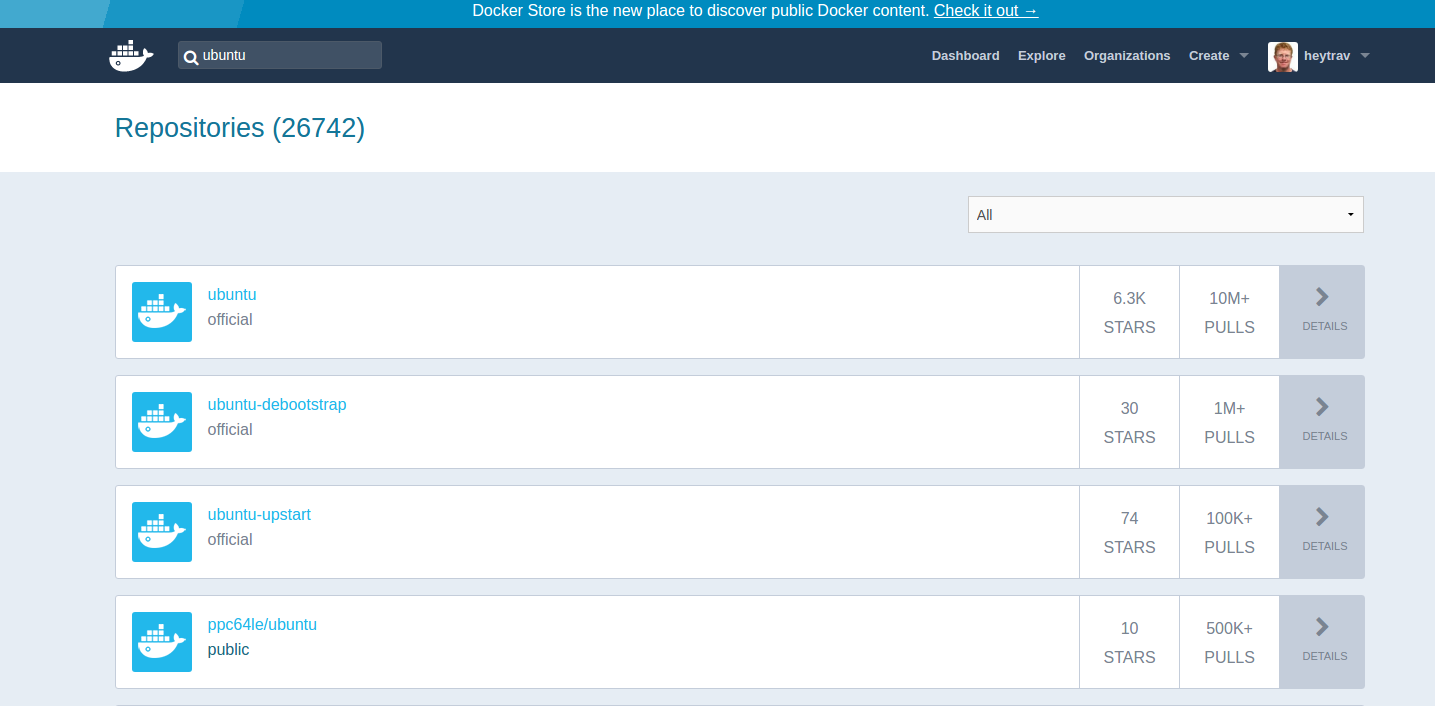 Docker Store is the new place to discover public Docker content. Check it out →
ubuntu
Dashboard Explore Organizations Create heytrav
Repositories (26742)
All
ubuntu
official
6.3K
STARS
10M+
PULLS
DETAILS
ubuntu-debootstrap
official
30
STARS
1M+
PULLS
DETAILS
ubuntu-upstart
official
74
STARS
100K+
PULLS
DETAILS
ppc64le/ubuntu
public
10
STARS
500K+
PULLS
DETAILS